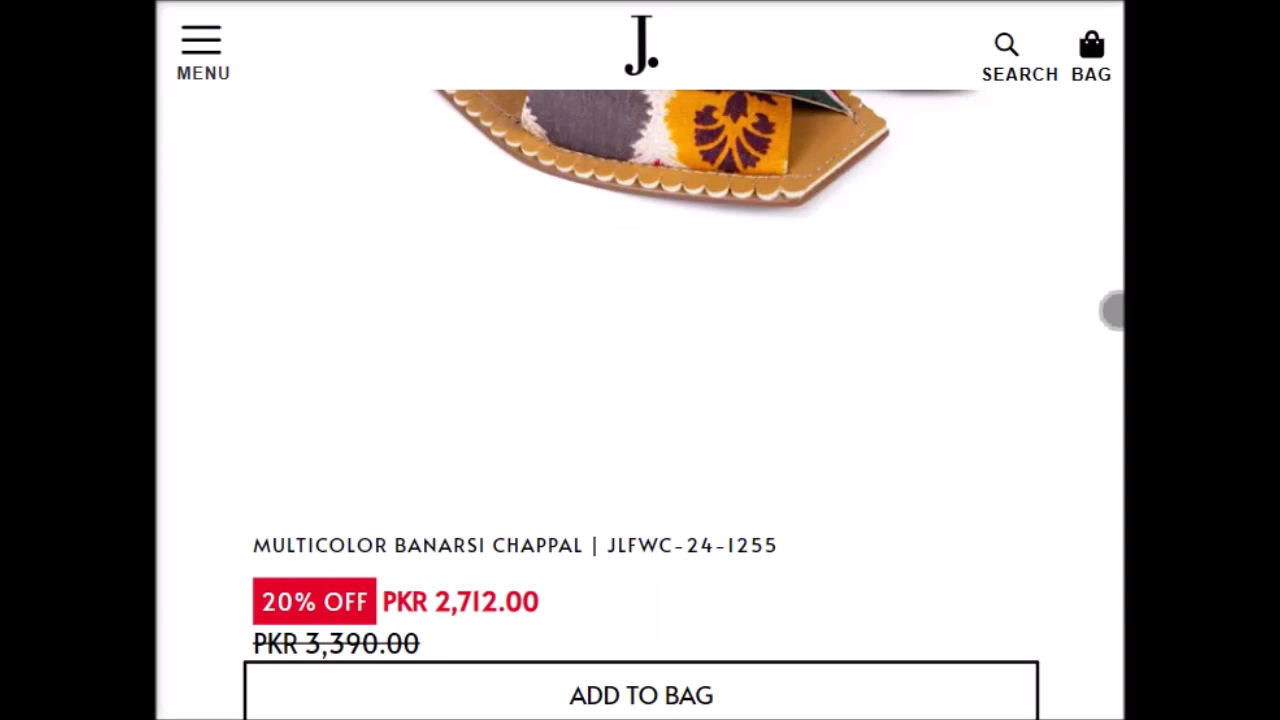 MENU
J.
SEARCH
BAG
MULTICOLOR BANARSI CHAPPAL | JLFWC-24-1255
20% OFF PKR 2,712.00
PKR 3,390.00
ADD TO BAG